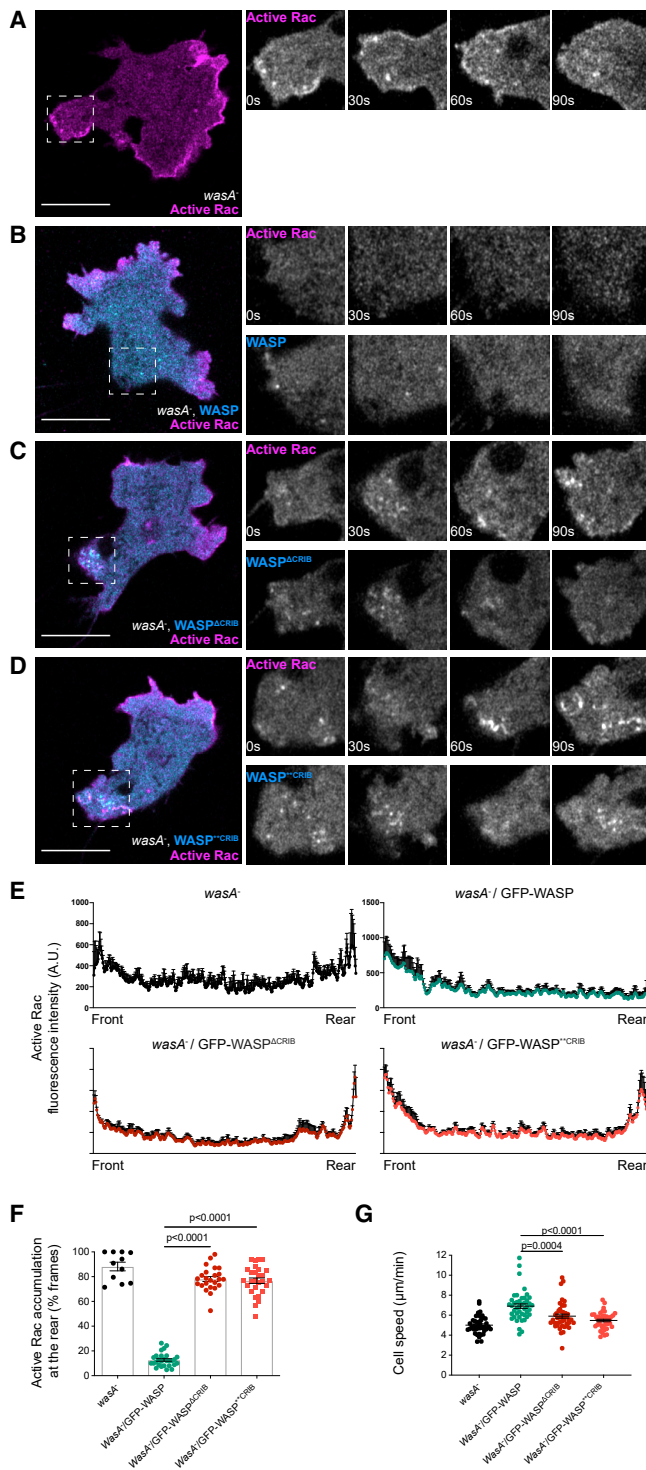 A
Active Rac
0s
30s
60s
90s
wasA-
Active Rac
B
Active Rac
0s
30s
60s
90s
WASP
wasA-, WASP
Active Rac
C
Active Rac
0s
30s
60s
90s
WASPΔCRIB
wasA-, WASPΔCRIB
Active Rac
D
Active Rac
0s
30s
60s
90s
WASP**CRIB
wasA-, WASP**CRIB
Active Rac
E
wasA-
wasA-/ GFP-WASP
1000
800
600
400
200
0
1500
1000
500
0
Front
Rear
Front
Rear
Active Rac
fluorescence intensity (A.U.)
wasA-/ GFP-WASPΔCRIB
wasA-/ GFP-WASP**CRIB
Front
Rear
Front
Rear
F
p<0.0001
p<0.0001
100
80
60
40
20
0
Active Rac accumulation
at the rear (% frames)
wasA-
WasA-/GFP-WASP
WasA-/GFP-WASPΔCRIB
WasA-/GFP-WASP**CRIB
G
p<0.0001
p=0.0004
12
10
8
6
4
2
0
Cell speed (µm/min)
wasA-
WasA-/GFP-WASP
WasA-/GFP-WASPΔCRIB
WasA-/GFP-WASP**CRIB